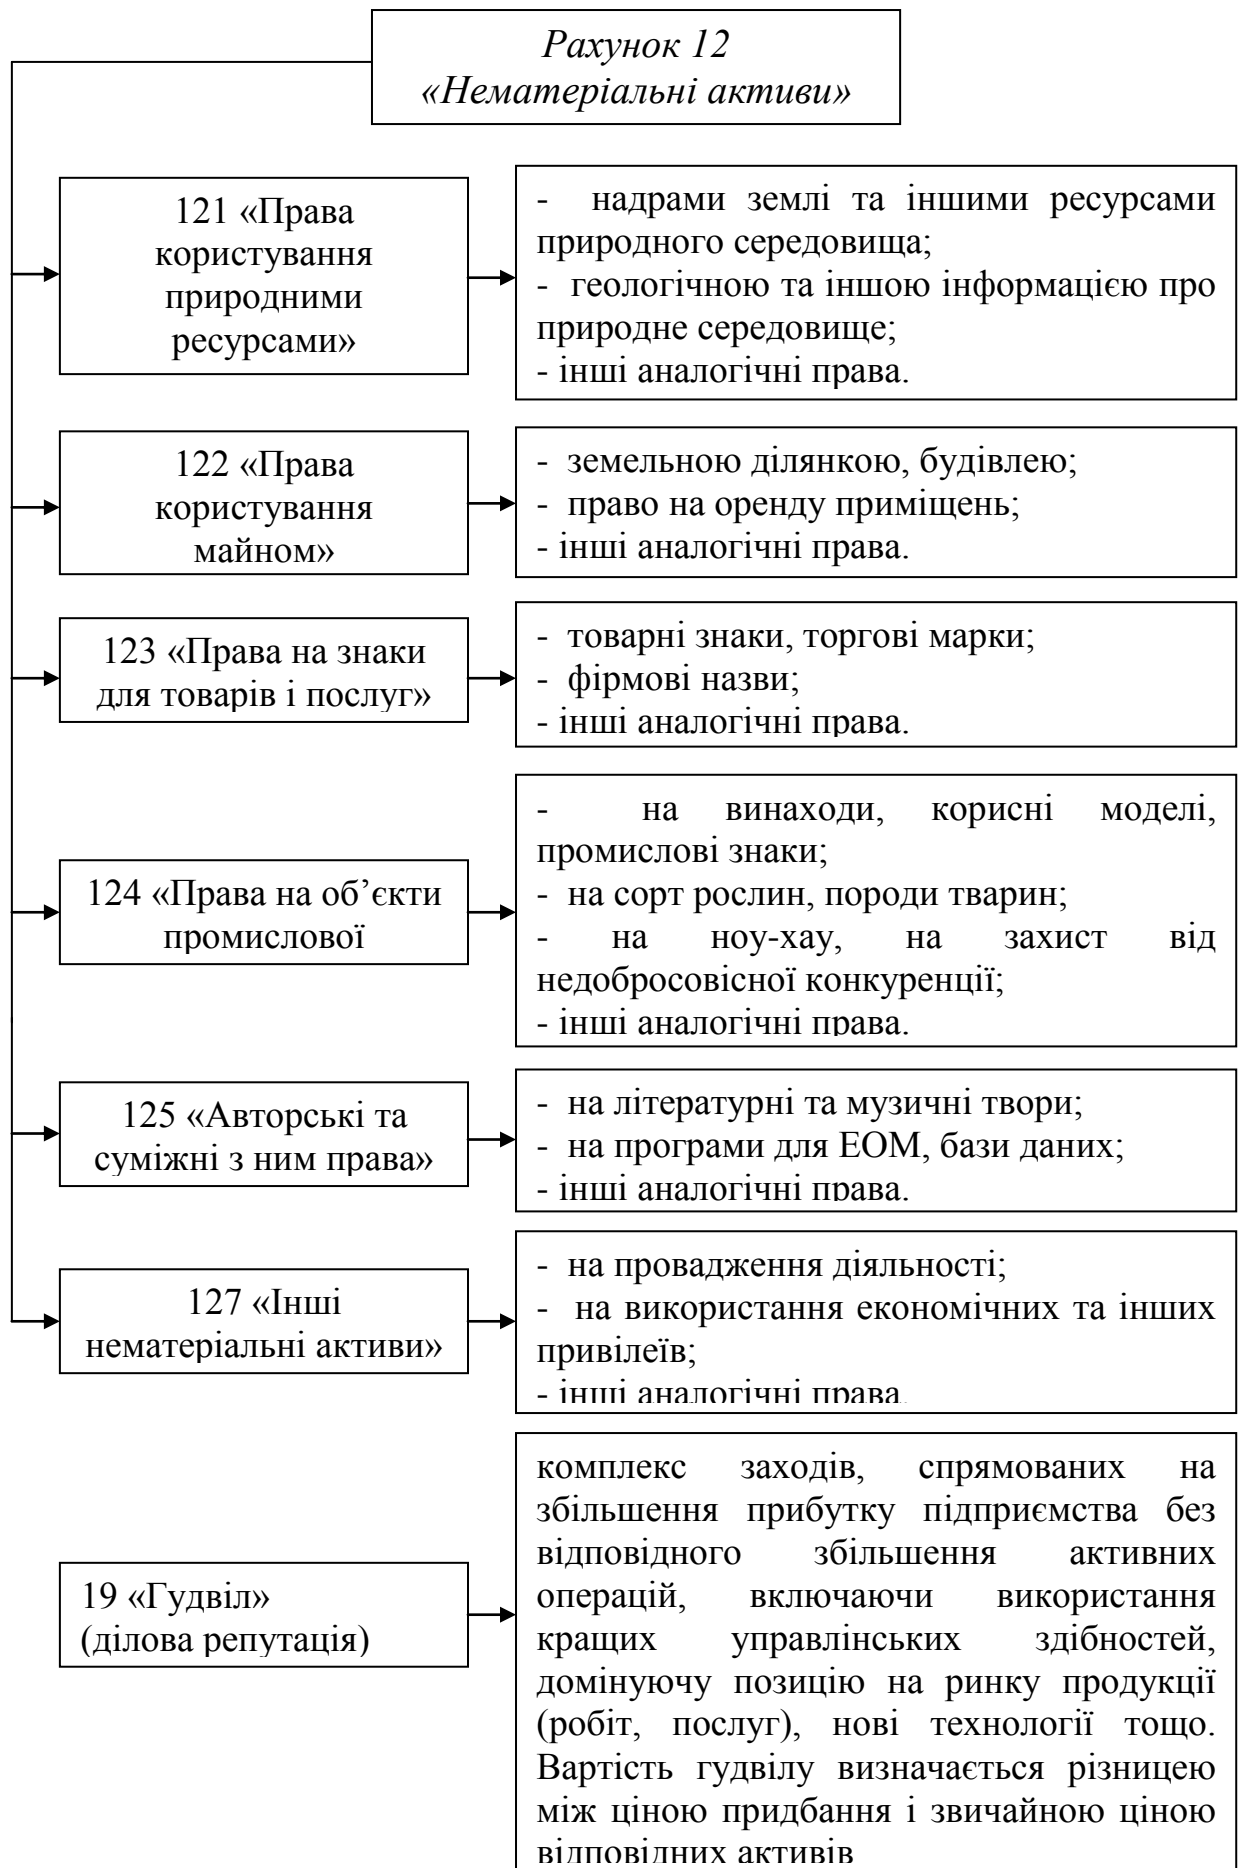 Рахунок 12
«Нематеріальні активи»
121 «Права
користування
природними
ресурсами»
- надрами землі та іншими ресурсами
природного середовища;
- геологічною та іншою інформацією про
природне середовище;
- інші аналогічні права.
122 «Права
користування
майном»
- земельною ділянкою, будівлею;
- право на оренду приміщень;
- інші аналогічні права.
123 «Права на знаки
для товарів і послуг»
- товарні знаки, торгові марки;
- фірмові назви;
- інші аналогічні права.
124 «Права на об’єкти
промислової
- на винаходи, корисні моделі,
промислові знаки;
- на сорт рослин, породи тварин;
- на ноу-хау, на захист від
недобросовісної конкуренції;
- інші аналогічні права.
125 «Авторські та
суміжні з ним права»
- на літературні та музичні твори;
- на програми для ЕОМ, бази даних;
- інші аналогічні права.
127 «Інші
нематеріальні активи»
- на провадження діяльності;
- на використання економічних та інших
привілеїв;
- інші аналогічні права.
19 «Гудвіл»
(ділова репутація)
комплекс заходів, спрямованих на
збільшення прибутку підприємства без
відповідного збільшення активних
операцій, включаючи використання
кращих управлінських здібностей,
домінуючу позицію на ринку продукції
(робіт, послуг), нові технології тощо.
Вартість гудвілу визначається різницею
між ціною придбання і звичайною ціною
відповідних активів